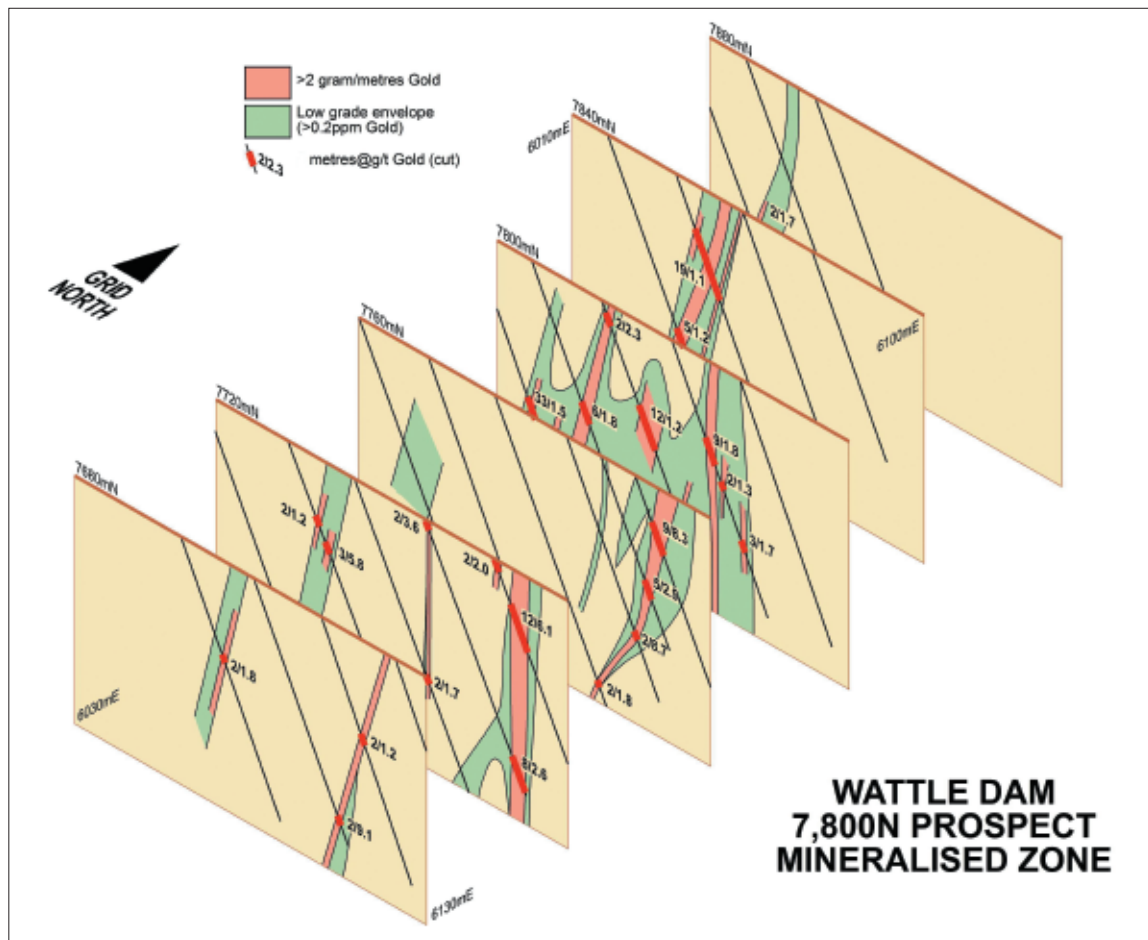 >2 gram/metres Gold
Low grade envelope
(>0.2ppm Gold)
2/2.3
metres@g/t Gold (cut)
GRID
NORTH
7880mN
2/1.7
7840mN
6010mE
19/1.1
5/1.2
6100mE
7800mN
2/2.3
33/1.5
6/1.8
12/1.2
9/1.8
2/1.3
3/1.7
7760mN
2/3.6
9/6.3
5/2.9
2/8.7
2/1.8
7720mN
2/1.2
3/5.8
2/2.0
12/6.1
8/2.6
7680mN
6030mE
2/1.8
2/1.7
2/1.2
2/9.1
6130mE
WATTLE DAM
7,800N PROSPECT
MINERALISED ZONE